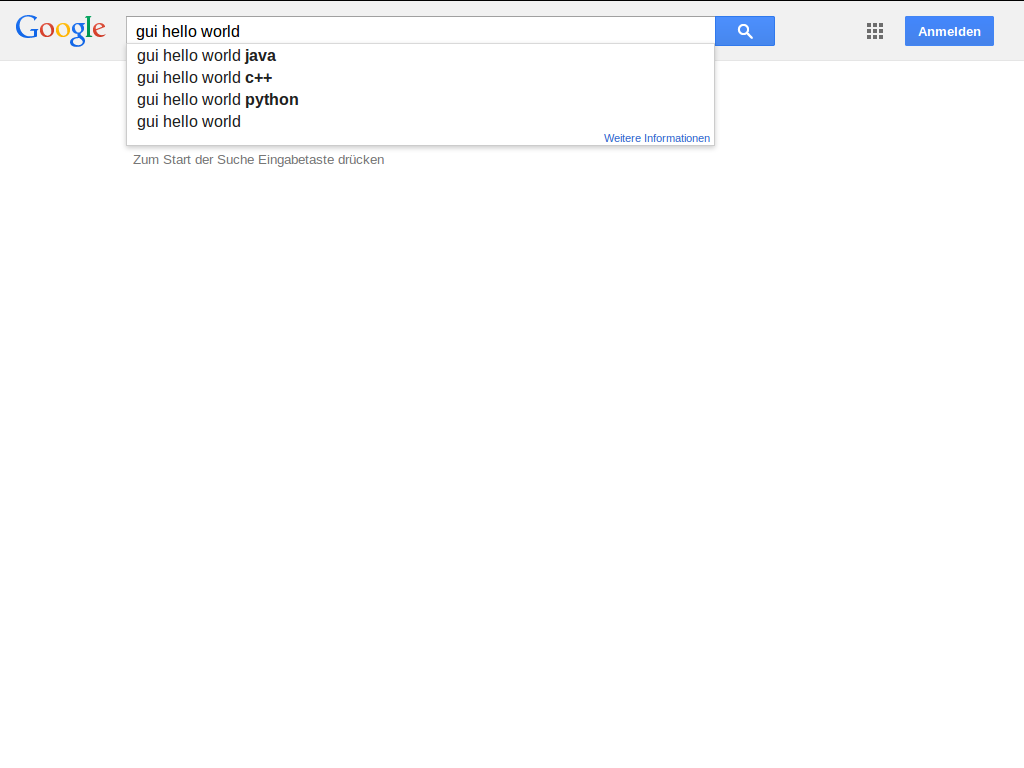 Google
gui hello world
Anmelden
gui hello world java
gui hello world c++
gui hello world python
gui hello world
Weitere Informationen
Zum Start der Suche Eingabetaste drücken